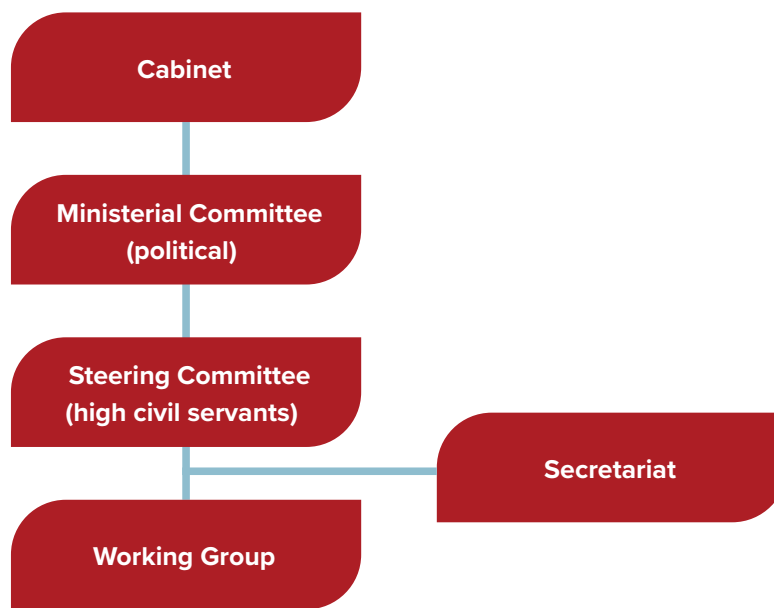 Cabinet
Ministerial Committee
(political)
Steering Committee
(high civil servants)
Secretariat
Working Group